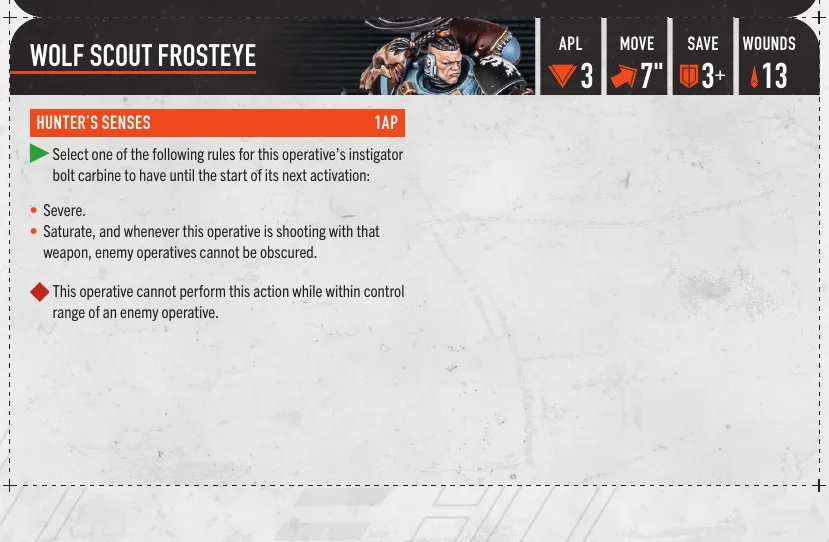 WOLF SCOUT FROSTEYE
APL
3
MOVE
7"
SAVE
3+
WOUNDS
13
HUNTER'S SENSES 1AP
Select one of the following rules for this operative's instigator
bolt carbine to have until the start of its next activation:
• Severe.
• Saturate, and whenever this operative is shooting with that
weapon, enemy operatives cannot be obscured.
This operative cannot perform this action while within control
range of an enemy operative.